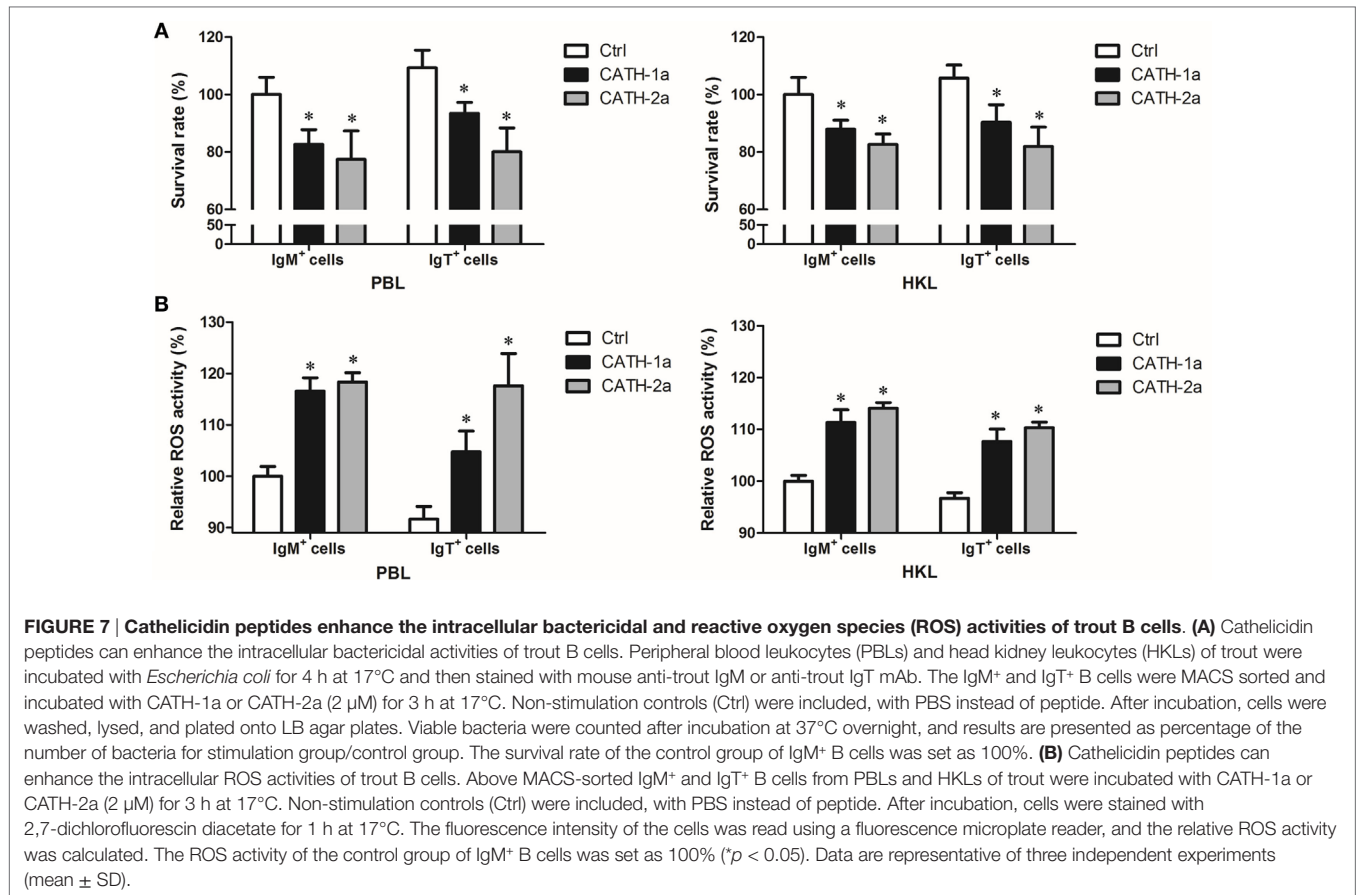 A
120
100
80
60
50
0
Survival rate (%)
Ctrl
CATH-1a
CATH-2a
* * * *
IgM⁺ cells IgT⁺ cells
PBL
120
100
80
60
50
0
Survival rate (%)
Ctrl
CATH-1a
CATH-2a
* * * *
IgM⁺ cells IgT⁺ cells
HKL
B
130
120
110
100
90
Relative ROS activity (%)
Ctrl
CATH-1a
CATH-2a
* * * *
IgM⁺ cells IgT⁺ cells
PBL
130
120
110
100
90
Relative ROS activity (%)
Ctrl
CATH-1a
CATH-2a
* * * *
IgM⁺ cells IgT⁺ cells
HKL
FIGURE 7 | Cathelicidin peptides enhance the intracellular bactericidal and reactive oxygen species (ROS) activities of trout B cells. (A) Cathelicidin
peptides can enhance the intracellular bactericidal activities of trout B cells. Peripheral blood leukocytes (PBLs) and head kidney leukocytes (HKLs) of trout were
incubated with Escherichia coli for 4 h at 17°C and then stained with mouse anti-trout IgM or anti-trout IgT mAb. The IgM⁺ and IgT⁺ B cells were MACS sorted and
incubated with CATH-1a or CATH-2a (2 µM) for 3 h at 17°C. Non-stimulation controls (Ctrl) were included, with PBS instead of peptide. After incubation, cells were
washed, lysed, and plated onto LB agar plates. Viable bacteria were counted after incubation at 37°C overnight, and results are presented as percentage of the
number of bacteria for stimulation group/control group. The survival rate of the control group of IgM⁺ B cells was set as 100%. (B) Cathelicidin peptides can
enhance the intracellular ROS activities of trout B cells. Above MACS-sorted IgM⁺ and IgT⁺ B cells from PBLs and HKLs of trout were incubated with CATH-1a or
CATH-2a (2 µM) for 3 h at 17°C. Non-stimulation controls (Ctrl) were included, with PBS instead of peptide. After incubation, cells were stained with
2,7-dichlorofluorescin diacetate for 1 h at 17°C. The fluorescence intensity of the cells was read using a fluorescence microplate reader, and the relative ROS activity
was calculated. The ROS activity of the control group of IgM⁺ B cells was set as 100% (*p < 0.05). Data are representative of three independent experiments
(mean ± SD).